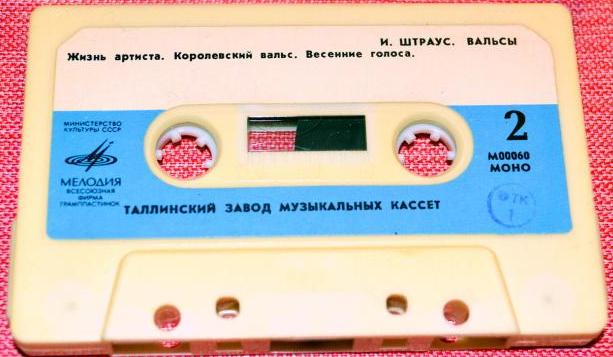 И. ШТРАУС. ВАЛЬСЫ
Жизнь артиста. Королевский вальс. Весенние голоса.
МИНИСТЕРСТВО
КУЛЬТУРЫ СССР
МЕЛОДИЯ
ВСЕСОЮЗНАЯ
ФИРМА
ГРАМПЛАСТИНОК
2
М00060
МОНО
ОТК
1
ТАЛЛИНСКИЙ ЗАВОД МУЗЫКАЛЬНЫХ КАССЕТ